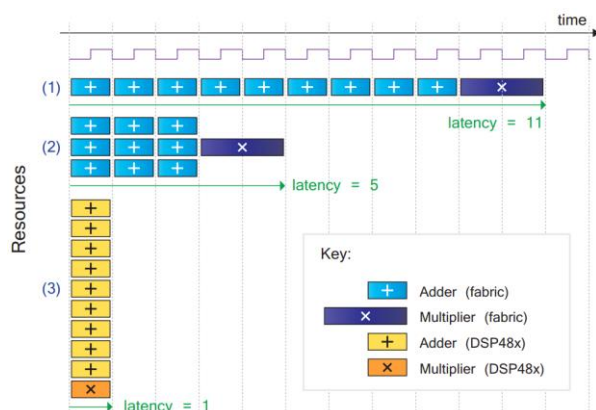 time
(1)
+ + + + + + + + + ×
latency = 11
+ + +
(2)
+ + + ×
+ + +
latency = 5
Resources
+
+
+
+
(3)
+
+
+
+
+
×
latency = 1
Key:
+ Adder (fabric)
× Multiplier (fabric)
+ Adder (DSP48x)
× Multiplier (DSP48x)